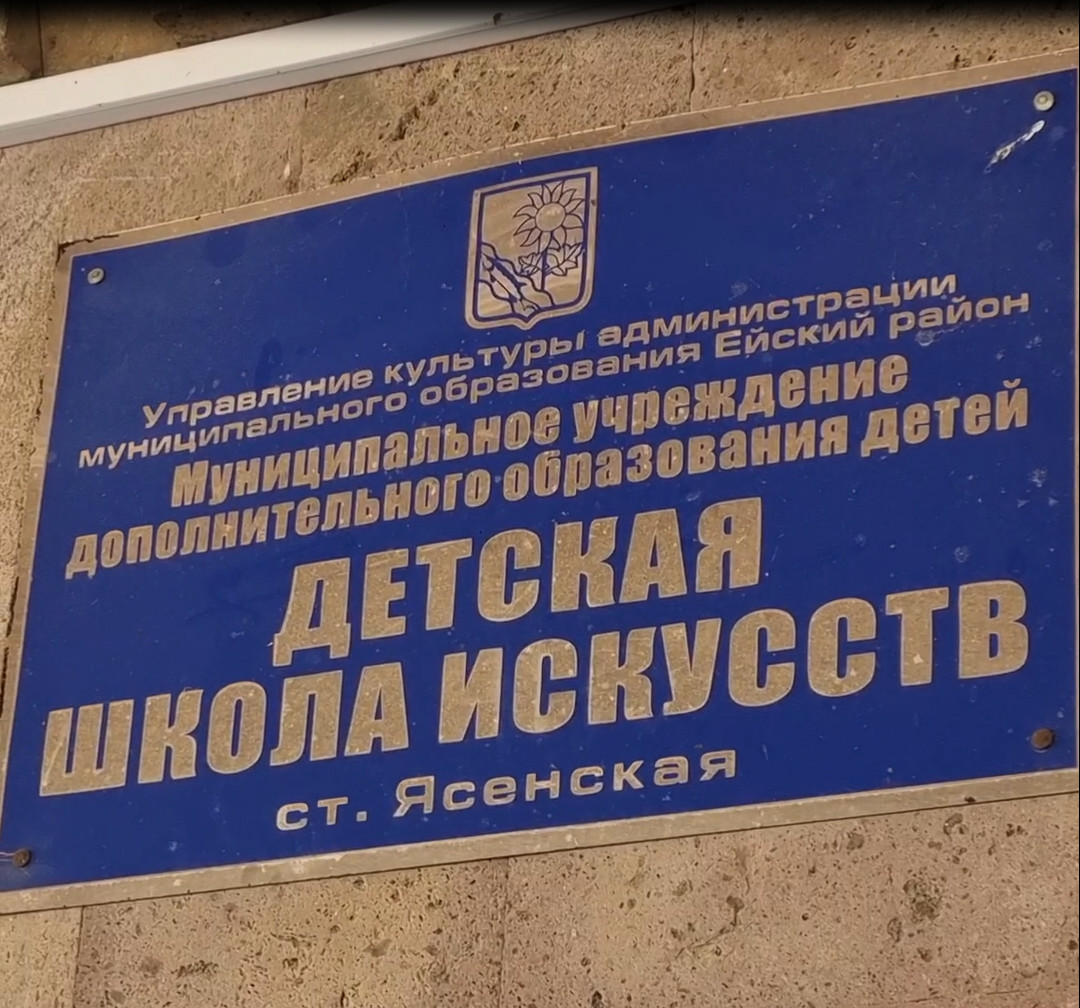 Управление культуры администрации
муниципального образования Ейский район
Муниципальное учреждение
дополнительного образования детей
ДЕТСКАЯ
ШКОЛА ИСКУССТВ
ст. Ясенская